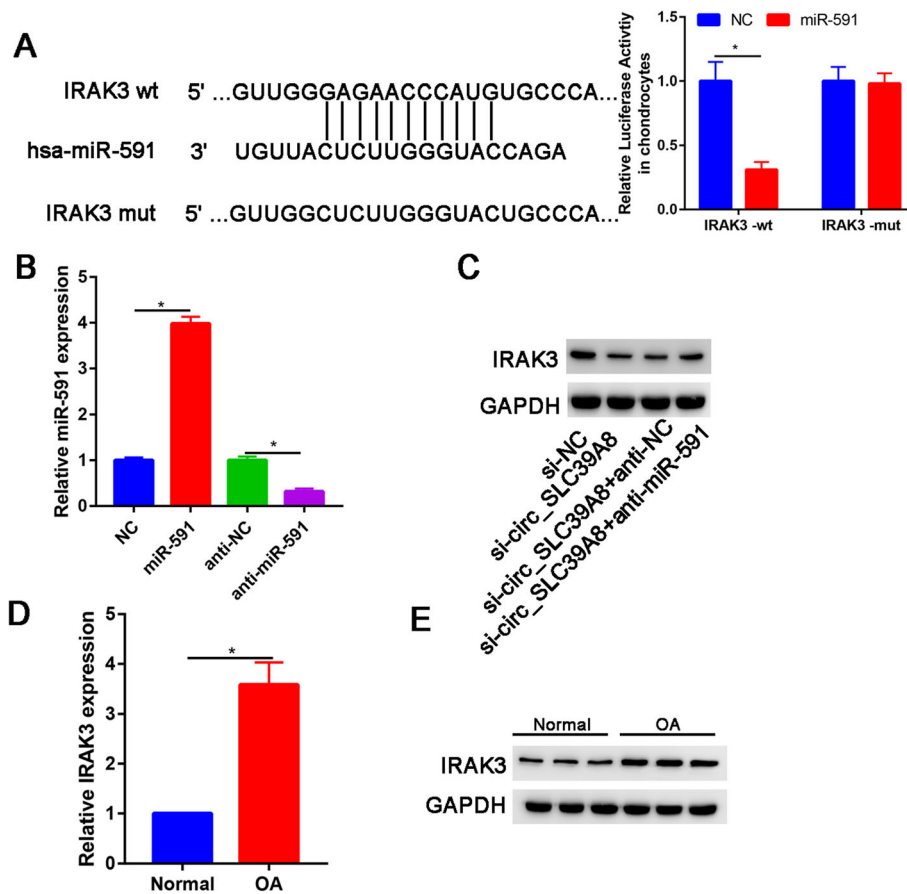 A
IRAK3 wt 5' ...GUUGGGAGAACCCAUGUGCCCA...
hsa-miR-591 3' UGUUACUCUUGGGUACCAGA
IRAK3 mut 5' ...GUUGGCUCUUGGGUACUGCCCA...
NC miR-591
Relative Luciferase Activtiy
in chondrocytes
1.5
1.0
0.5
0.0
*
IRAK3 -wt IRAK3 -mut
B
Relative miR-591 expression
5
4
3
2
1
0
*
*
NC miR-591 anti-NC anti-miR-591
C
IRAK3
GAPDH
si-NC
si-circ_SLC39A8
si-circ_SLC39A8+anti-NC
si-circ_SLC39A8+anti-miR-591
D
Relative IRAK3 expression
5
4
3
2
1
0
*
Normal OA
E
Normal OA
IRAK3
GAPDH